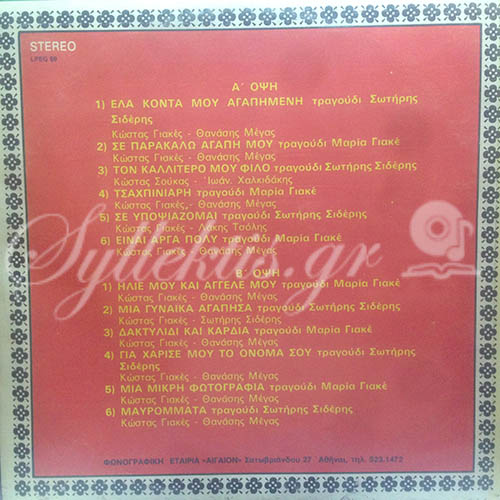 STEREO
LPEG 59
Α΄ ΟΨΗ
1) ΕΛΑ ΚΟΝΤΑ ΜΟΥ ΑΓΑΠΗΜΕΝΗ τραγούδι Σωτήρης
Σιδέρης
Κώστας Γιακές - Θανάσης Μέγας
2) ΣΕ ΠΑΡΑΚΑΛΩ ΑΓΑΠΗ ΜΟΥ τραγούδι Μαρία Γιακέ
Κώστας Γιακές - Θανάσης Μέγας
3) ΤΟΝ ΚΑΛΛΙΤΕΡΟ ΜΟΥ ΦΙΛΟ τραγούδι Σωτήρης Σιδέρης
Κώστας Σούκας - Ίωάν. Χαλκιδάκης
4) ΤΣΑΧΠΙΝΙΑΡΗ τραγούδι Μαρία Γιακέ
Κώστας Γιακές - Θανάσης Μέγας
5) ΣΕ ΥΠΟΨΙΑΖΟΜΑΙ τραγούδι Σωτήρης Σιδέρης
Κώστας Γιακές - Λάκης Τσόλης
6) ΕΙΝΑΙ ΑΡΓΑ ΠΟΛΥ τραγούδι Μαρία Γιακέ
Κώστας Γιακές - Θανάσης Μέγας
Syllektis.gr
Β΄ ΟΨΗ
1) ΗΛΙΕ ΜΟΥ ΚΑΙ ΑΓΓΕΛΕ ΜΟΥ τραγούδι Μαρία Γιακέ
Κώστας Γιακές - Θανάσης Μέγας
2) ΜΙΑ ΓΥΝΑΪΚΑ ΑΓΑΠΗΣΑ τραγούδι Σωτήρης Σιδέρης
Κώστας Γιακές - Σωτήρης Σιδέρης
3) ΔΑΚΤΥΛΙΔΙ ΚΑΙ ΚΑΡΔΙΑ τραγούδι Μαρία Γιακέ
Κώστας Γιακές - Θανάσης Μέγας
4) ΓΙΑ ΧΑΡΙΣΕ ΜΟΥ ΤΟ ΟΝΟΜΑ ΣΟΥ τραγούδι Σωτήρης
Σιδέρης
Κώστας Γιακές - Θανάσης Μέγας
5) ΜΙΑ ΜΙΚΡΗ ΦΩΤΟΓΡΑΦΙΑ τραγούδι Μαρία Γιακέ
Κώστας Γιακές - Θανάσης Μέγας
6) ΜΑΥΡΟΜΜΑΤΑ τραγούδι Σωτήρης Σιδέρης
Κώστας Γιακές - Θανάσης Μέγας
ΦΩΝΟΓΡΑΦΙΚΗ ΕΤΑΙΡΙΑ «ΑΙΓΑΙΟΝ» Σατωβριάνδου 27 Αθήναι, τηλ. 523.1472